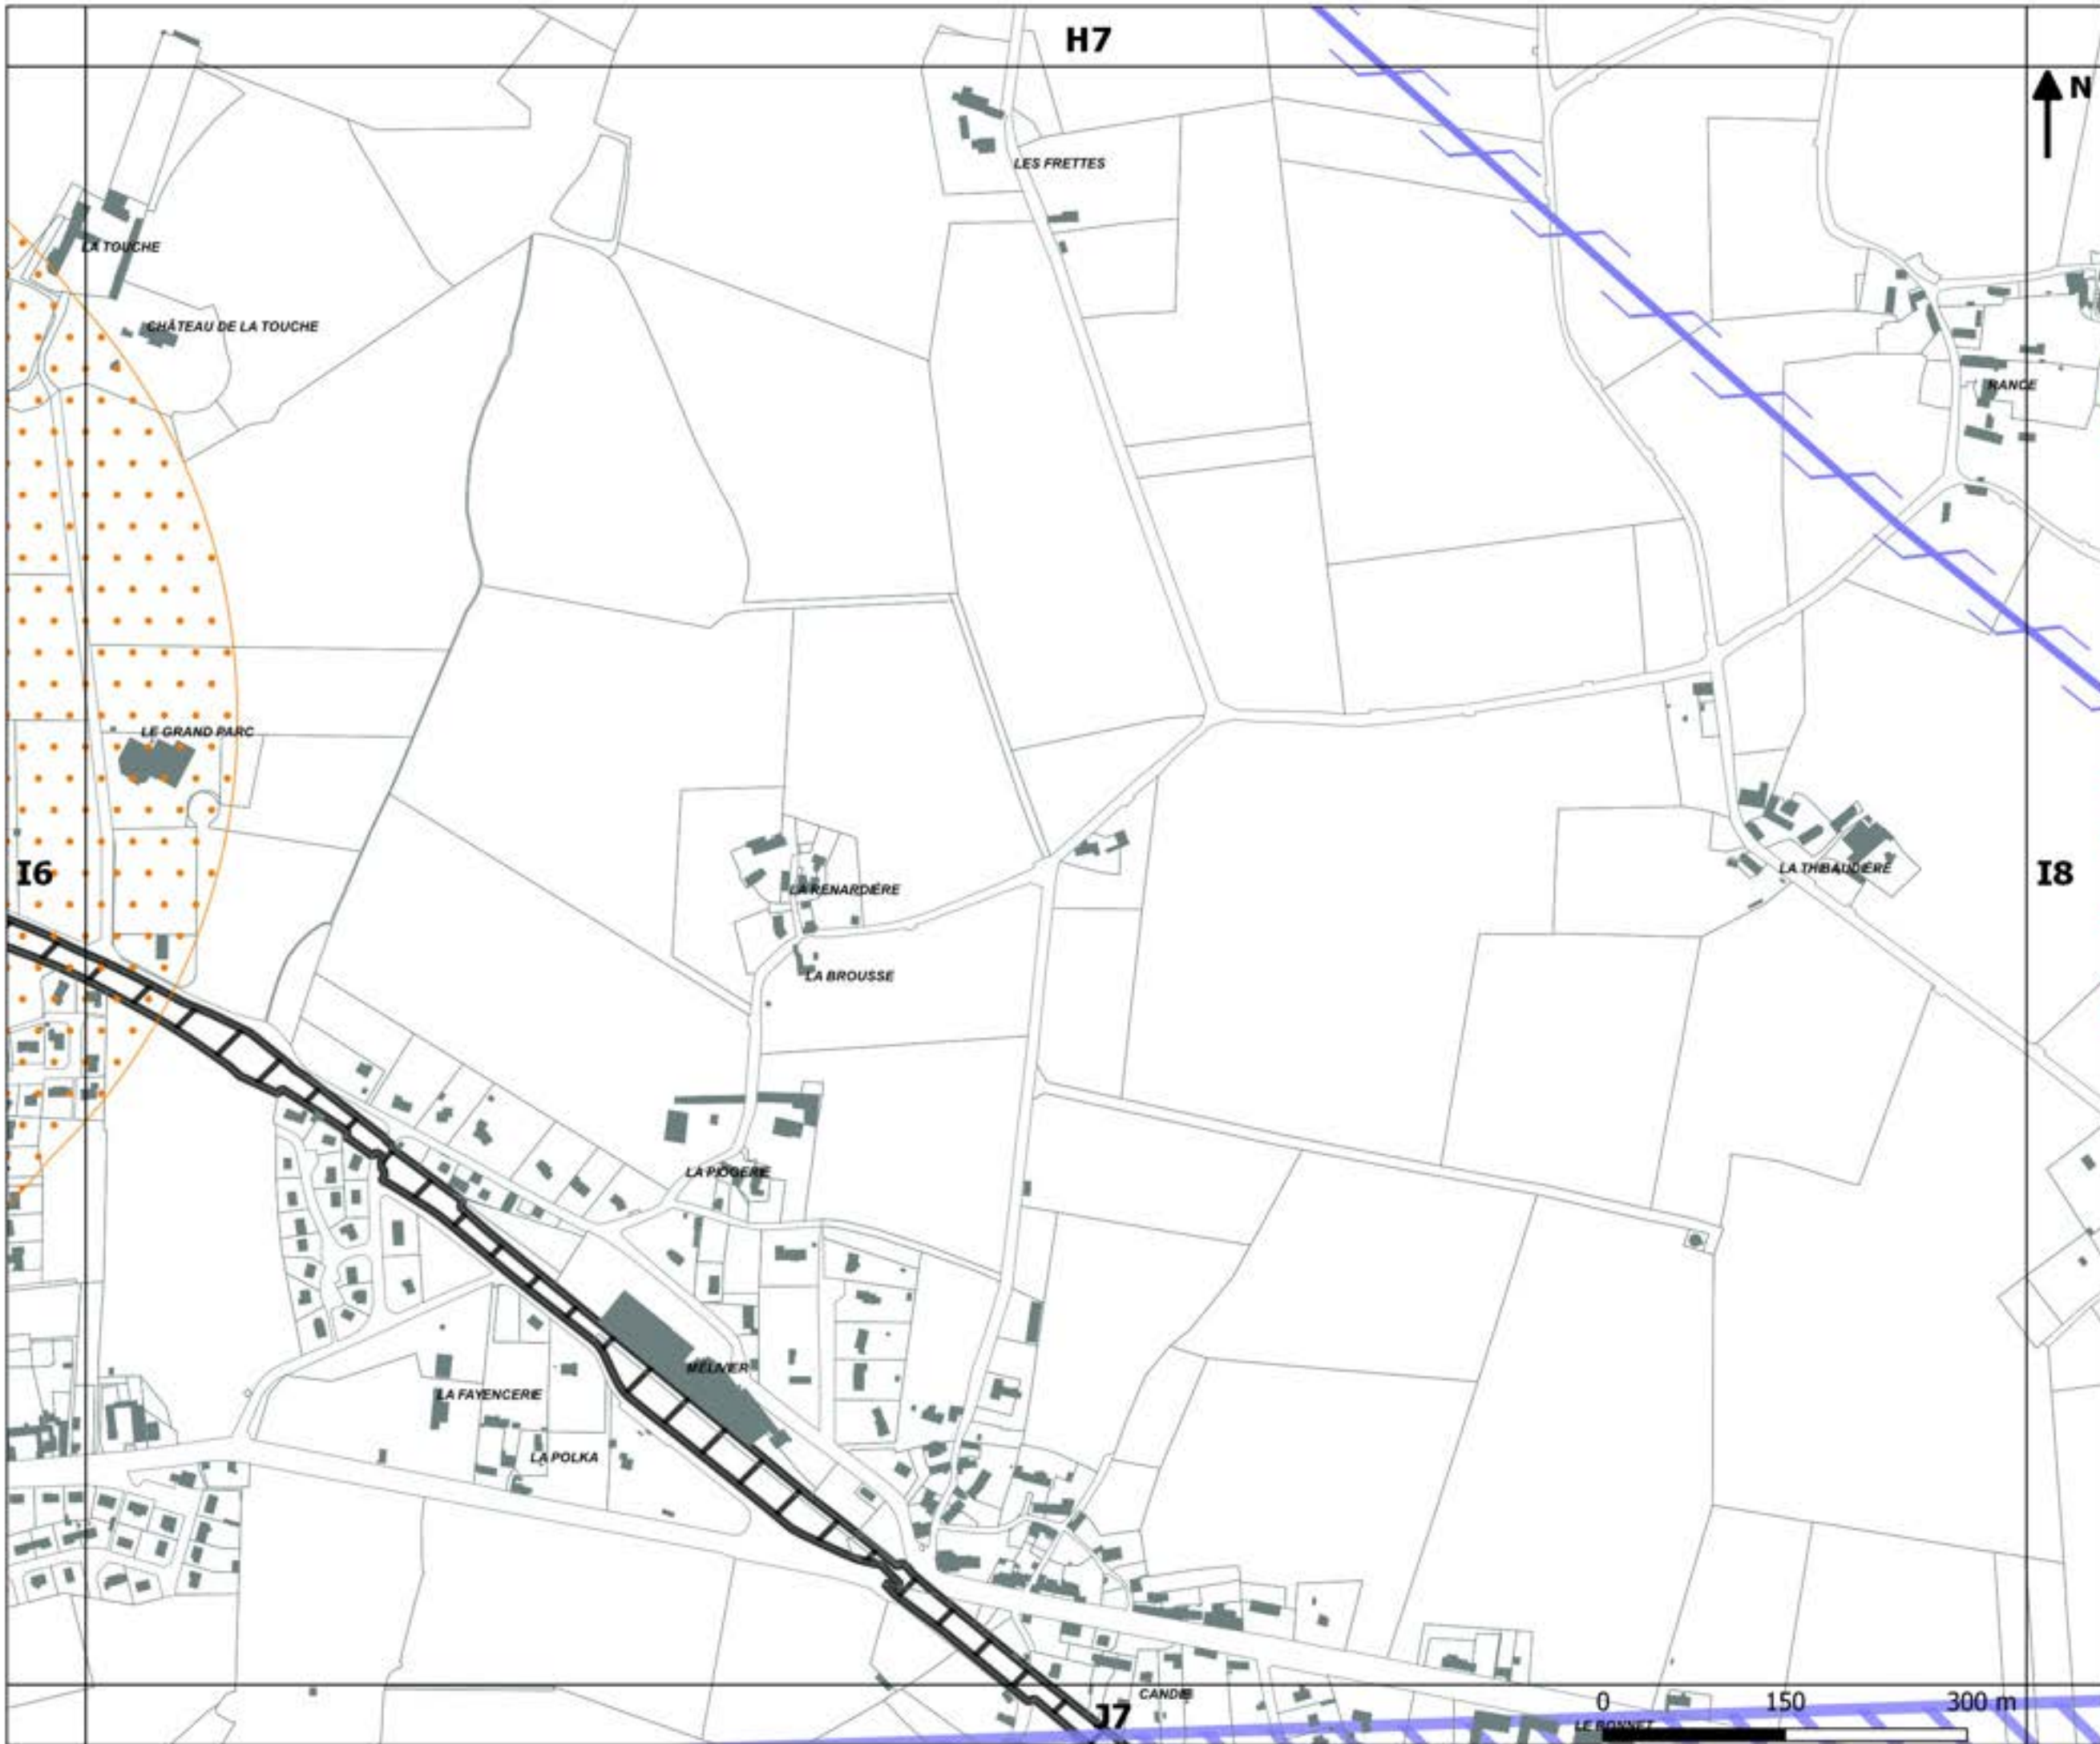 H7
N
LES FRETTES
LA TOUCHE
CHÂTEAU DE LA TOUCHE
RANCE
LE GRAND PARC
I6
LA THIBAUDIÈRE
I8
LA RENARDIÈRE
LA BROUSSE
LA PIOGERIE
MÉLIVIER
LA FAYENCERIE
LA POLKA
CANDÉ
J7
0 150 300 m
LE BONNET